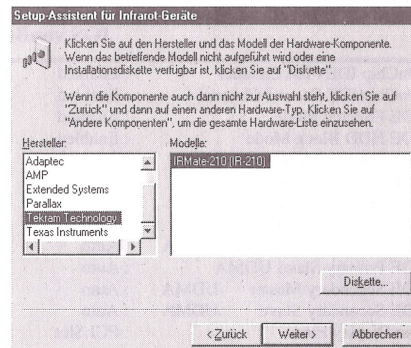 Setup-Assistent für Infrarot-Geräte
Klicken Sie auf den Hersteller und das Modell der Hardware-Komponente.
Wenn das betreffende Modell nicht aufgeführt wird oder eine
Installationsdiskette verfügbar ist, klicken Sie auf "Diskette".
Wenn die Komponente auch dann nicht zur Auswahl steht, klicken Sie auf
"Zurück" und dann auf einen anderen Hardware-Typ. Klicken Sie auf
"Andere Komponenten", um die gesamte Hardware-Liste einzusehen.
Hersteller:
Modelle:
Adaptec
AMP
Extended Systems
Parallax
Tekram Technology
Texas Instruments
IRMate-210 (IR-210)
Diskette...
< Zurück
Weiter >
Abbrechen